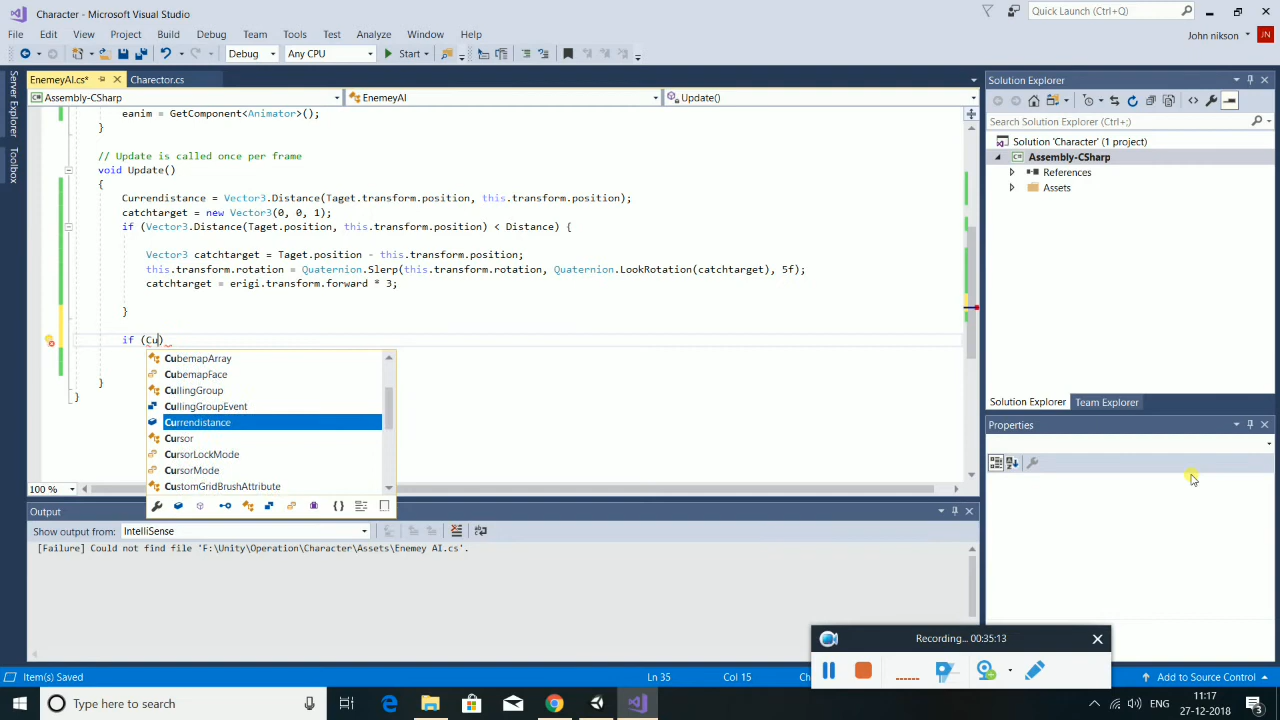 Character - Microsoft Visual Studio
Quick Launch (Ctrl+Q)
File Edit View Project Build Debug Team Tools Test Analyze Window Help
John nikson JN
Debug Any CPU Start
Server Explorer
Toolbox
EnemeyAI.cs* Charector.cs
Assembly-CSharp EnemeyAI Update()
eanim = GetComponent<Animator>();
}
// Update is called once per frame
void Update()
{
Currendistance = Vector3.Distance(Taget.transform.position, this.transform.position);
catchtarget = new Vector3(0, 0, 1);
if (Vector3.Distance(Taget.position, this.transform.position) < Distance) {
Vector3 catchtarget = Taget.position - this.transform.position;
this.transform.rotation = Quaternion.Slerp(this.transform.rotation, Quaternion.LookRotation(catchtarget), 5f);
catchtarget = erigi.transform.forward * 3;
}
if (Cu)
CubemapArray
CubemapFace
CullingGroup
CullingGroupEvent
Currendistance
Cursor
CursorLockMode
CursorMode
CustomGridBrushAttribute
}
}
100 %
Solution Explorer
Search Solution Explorer (Ctrl+;)
Solution 'Character' (1 project)
Assembly-CSharp
References
Assets
Solution Explorer Team Explorer
Properties
Output
Show output from: IntelliSense
[Failure] Could not find file 'F:\Unity\Operation\Character\Assets\Enemey AI.cs'.
Recording... 00:35:13
Item(s) Saved Ln 35 Col 15 Ch
Add to Source Control
Type here to search
ENG 11:17
27-12-2018
3